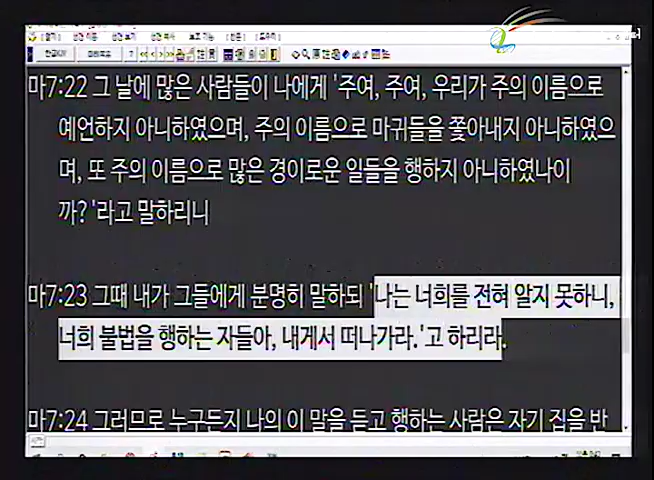 마7:22 그 날에 많은 사람들이 나에게 '주여, 주여, 우리가 주의 이름으로
예언하지 아니하였으며, 주의 이름으로 마귀들을 쫓아내지 아니하였으
며, 또 주의 이름으로 많은 경이로운 일들을 행하지 아니하였나이
까? '라고 말하리니
마7:23 그때 내가 그들에게 분명히 말하되 '나는 너희를 전혀 알지 못하니,
너희 불법을 행하는 자들아, 내게서 떠나가라.'고 하리라.
마7:24 그러므로 누구든지 나의 이 말을 듣고 행하는 사람은 자기 집을 반